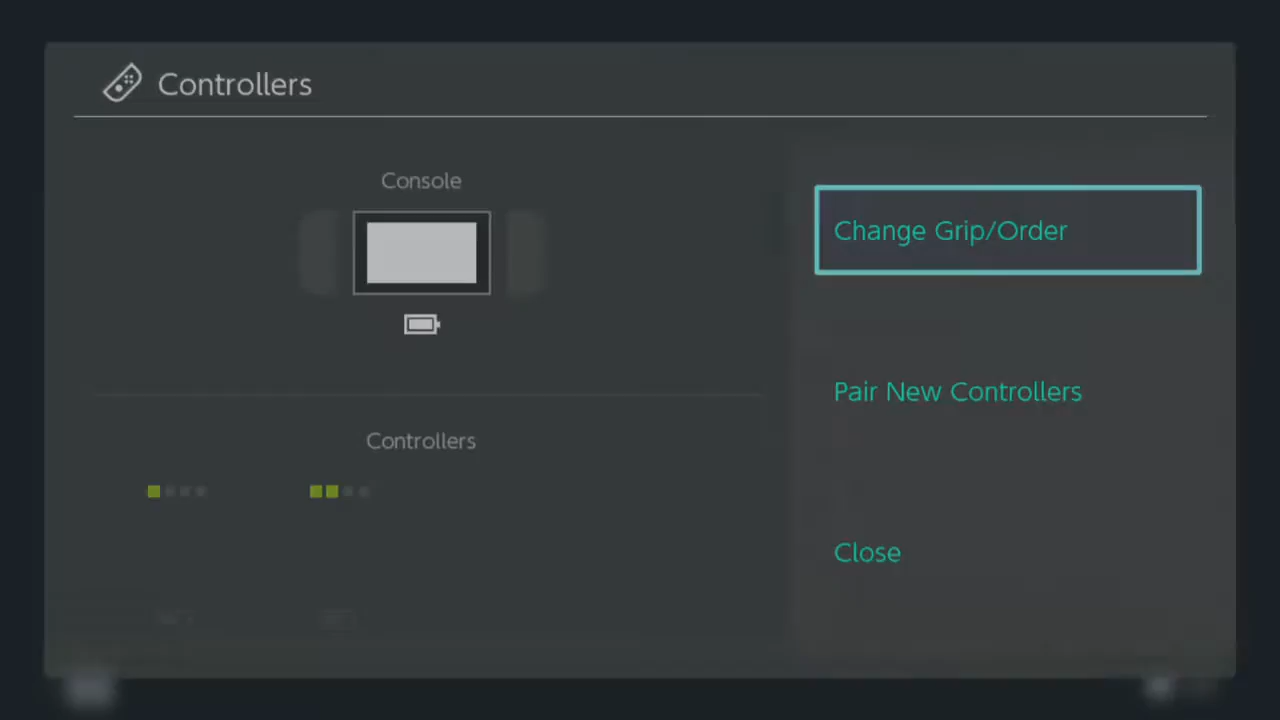 Controllers
Console
Change Grip/Order
Pair New Controllers
Controllers
Close